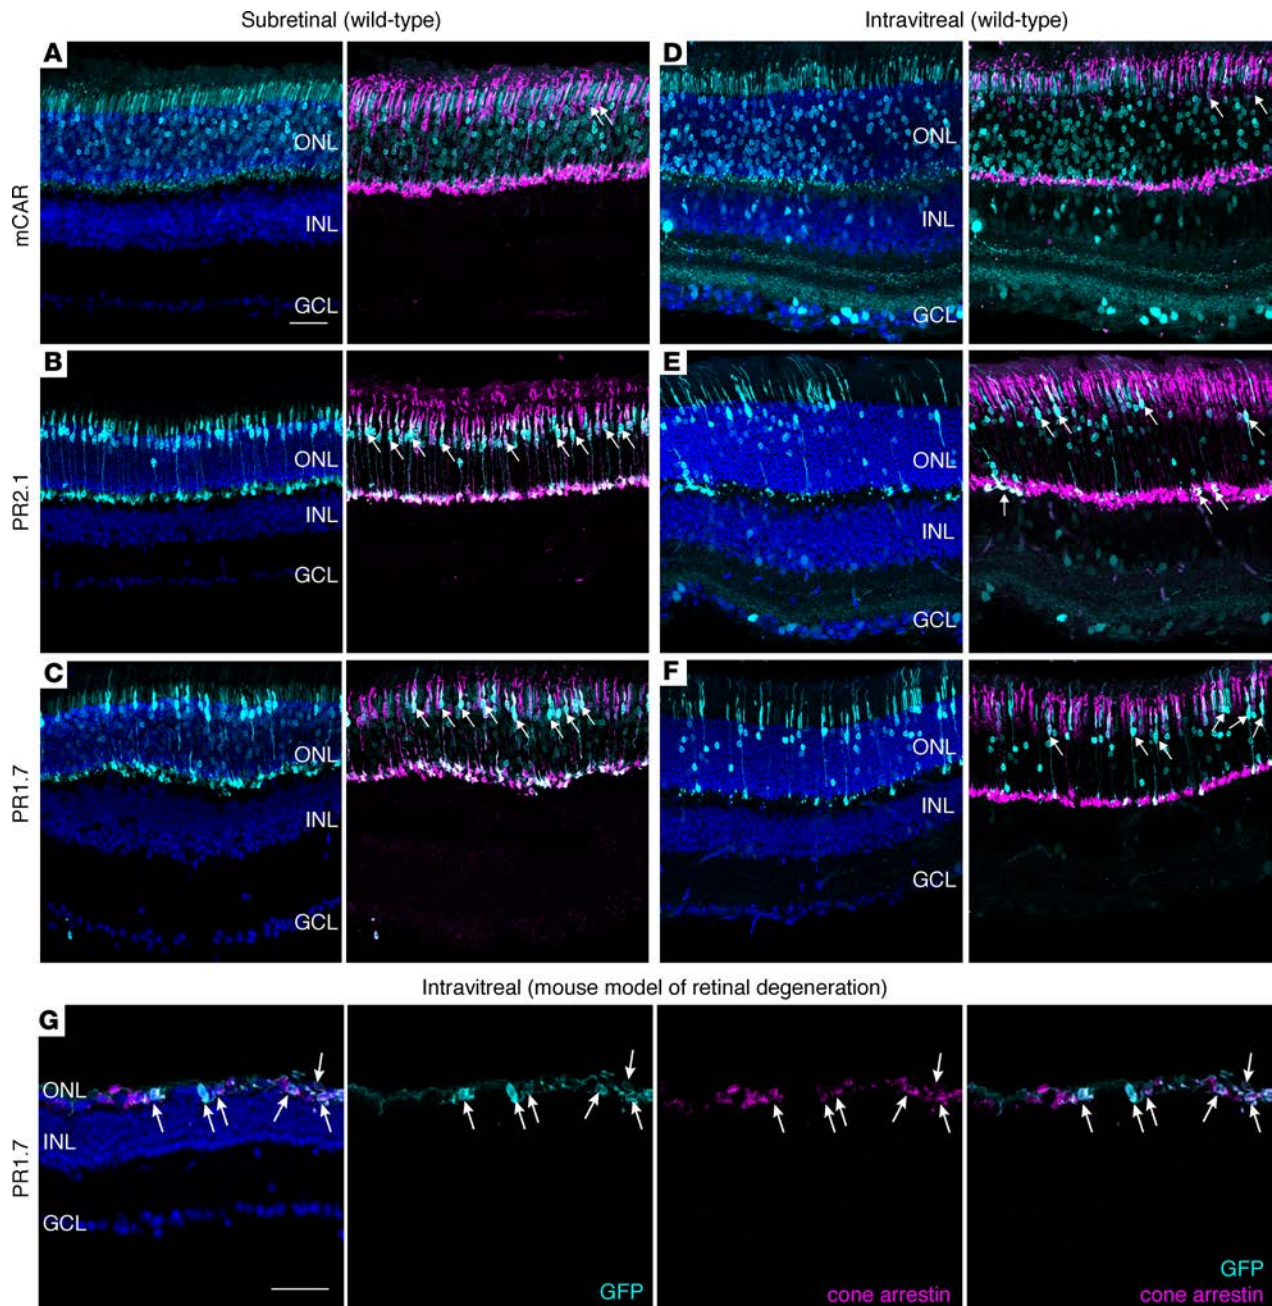 Subretinal (wild-type)
Intravitreal (wild-type)
mCAR
A
ONL
INL
GCL
D
ONL
INL
GCL
PR2.1
B
ONL
INL
GCL
E
ONL
INL
GCL
PR1.7
C
ONL
INL
GCL
F
ONL
INL
GCL
Intravitreal (mouse model of retinal degeneration)
PR1.7
G
ONL
INL
GCL
GFP
cone arrestin
GFP
cone arrestin